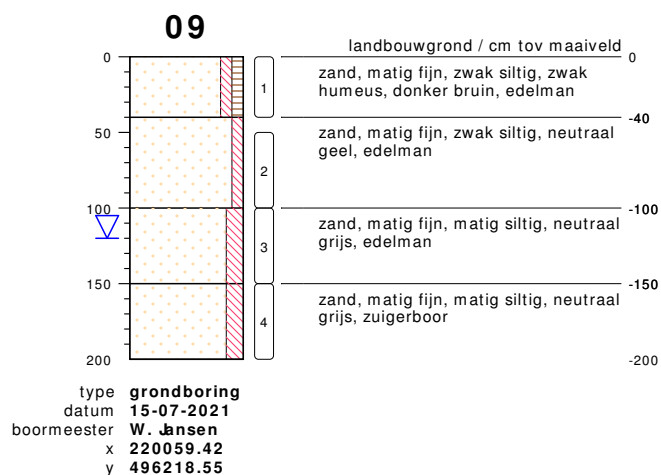 09
landbouwgrond / cm tov maaiveld
0
0
1
zand, matig fijn, zwak siltig, zwak
humeus, donker bruin, edelman
-40
50
2
zand, matig fijn, zwak siltig, neutraal
geel, edelman
100
-100
3
zand, matig fijn, matig siltig, neutraal
grijs, edelman
150
-150
4
zand, matig fijn, matig siltig, neutraal
grijs, zuigerboor
200
-200
type grondboring
datum 15-07-2021
boormeester W. Jansen
x 220059.42
y 496218.55